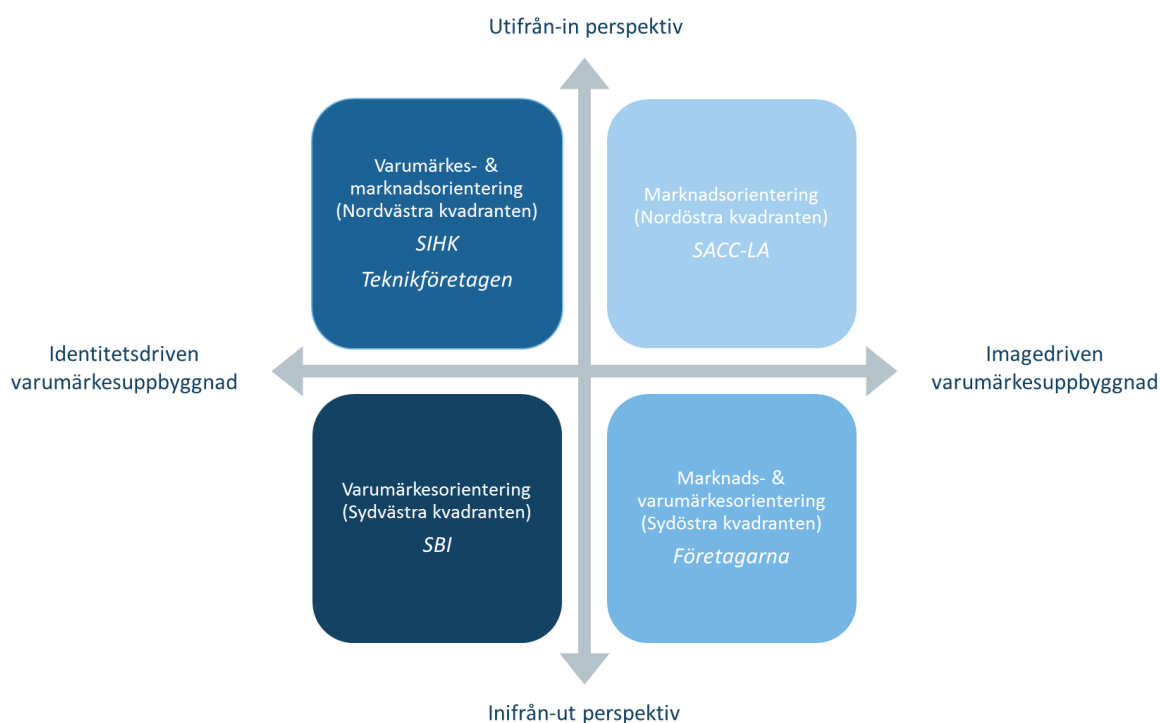 Utifrån-in perspektiv
Varumärkes- &
marknadsorientering
(Nordvästra kvadranten)
SIHK
Teknikföretagen
Marknadsorientering
(Nordöstra kvadranten)
SACC-LA
Identitetsdriven
varumärkesuppbyggnad
Imagedriven
varumärkesuppbyggnad
Varumärkesorientering
(Sydvästra kvadranten)
SBI
Marknads- &
varumärkesorientering
(Sydöstra kvadranten)
Företagarna
Inifrån-ut perspektiv